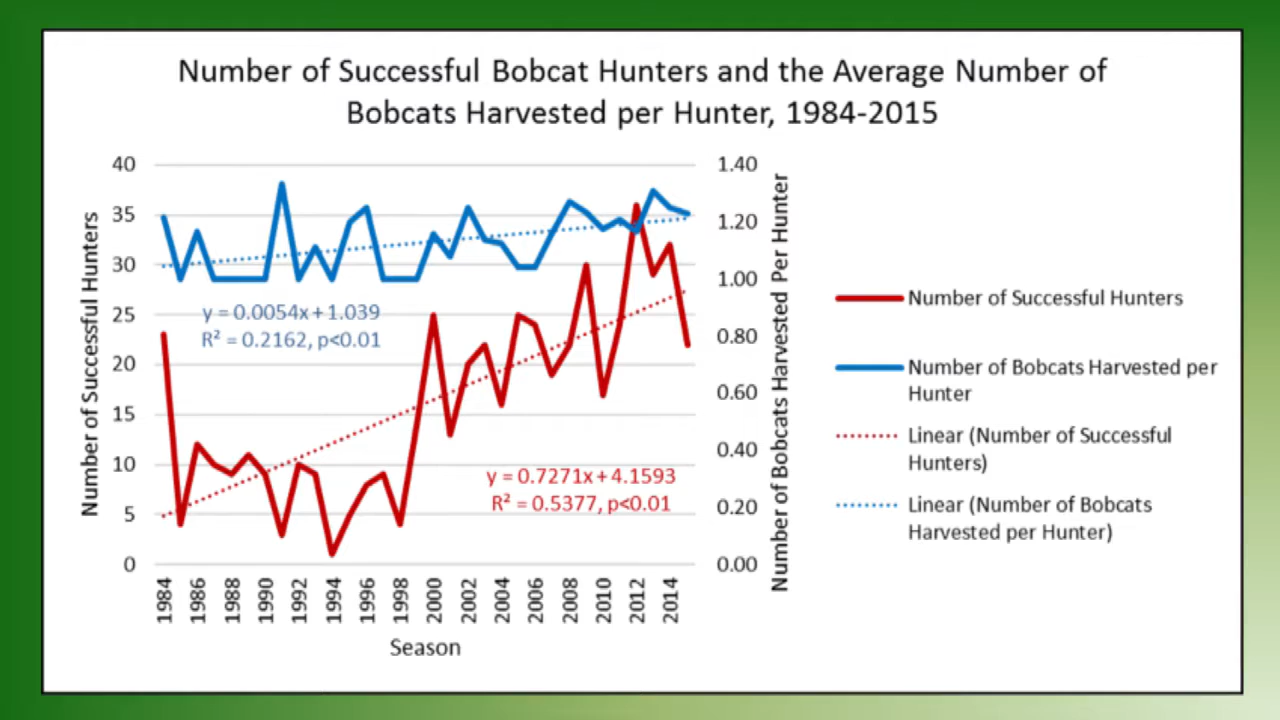 Number of Successful Bobcat Hunters and the Average Number of
Bobcats Harvested per Hunter, 1984-2015
Number of Successful Hunters
40
35
30
25
20
15
10
5
0
y = 0.0054x+1.039
R² = 0.2162, p<0.01
y = 0.7271x+4.1593
R² = 0.5377, p<0.01
1.40
1.20
1.00
0.80
0.60
0.40
0.20
0.00
Number of Bobcats Harvested Per Hunter
1984
1986
1988
1990
1992
1994
1996
1998
2000
2002
2004
2006
2008
2010
2012
2014
Season
Number of Successful Hunters
Number of Bobcats Harvested per
Hunter
Linear (Number of Successful
Hunters)
Linear (Number of Bobcats
Harvested per Hunter)